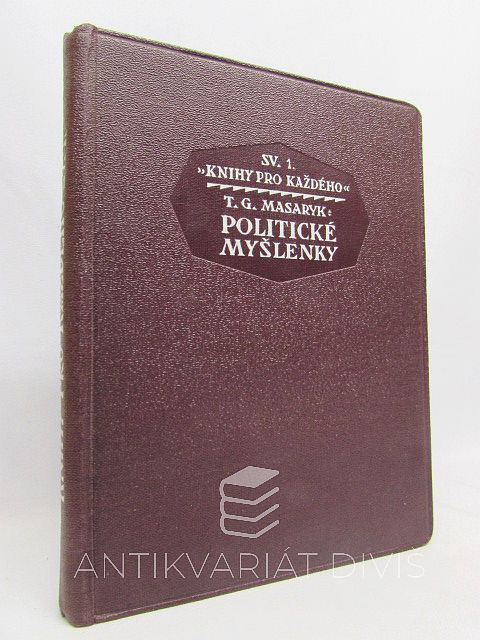 SV. 1.
»KNIHY PRO KAŽDÉHO«
T. G. MASARYK:
POLITICKÉ
MYŠLENKY
ANTIKVARIÁT DIVIŠ